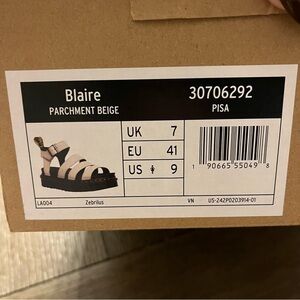 Blaire
PARCHMENT BEIGE
30706292
PISA
UK 7
EU 41
US 9
1 90665 55049 8
LA004 Zebrilus VN US-24ZP0203914-01